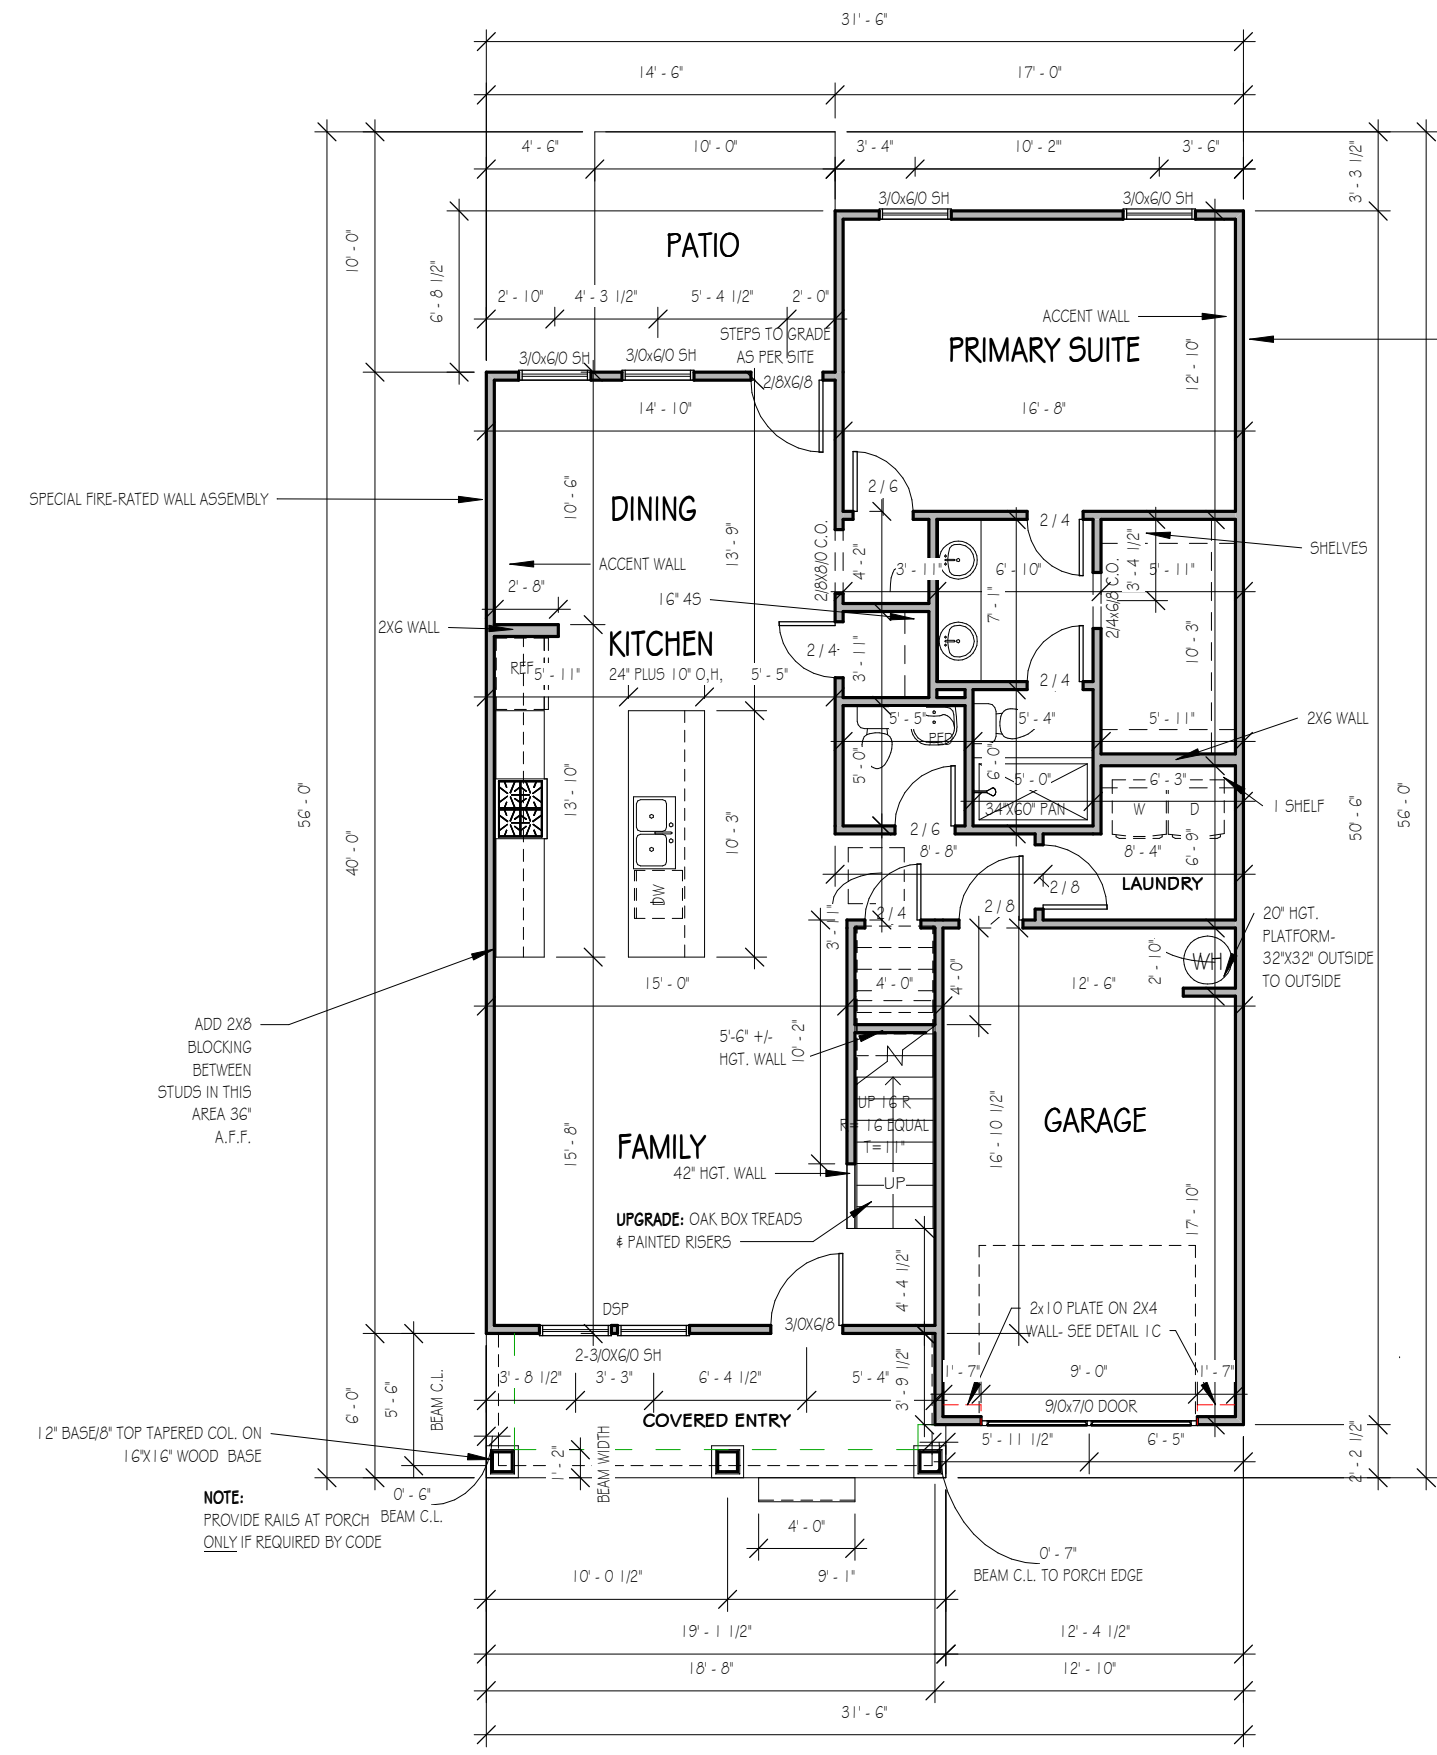 31' - 6"
14' - 6"
17' - 0"
4' - 6"
10' - 0"
3' - 4"
10' - 2"
3' - 6"
3' - 3 1/2"
3/0x6/0 SH
3/0x6/0 SH
10' - 0"
6' - 8 1/2"
PATIO
2' - 10"
4' - 3 1/2"
5' - 4 1/2"
2' - 0"
STEPS TO GRADE
AS PER SITE
ACCENT WALL
PRIMARY SUITE
12' - 10"
3/0x6/0 SH
3/0x6/0 SH
2/8X6/8
14' - 10"
16' - 8"
SPECIAL FIRE-RATED WALL ASSEMBLY
10' - 6"
DINING
13' - 9"
2 / 6
2 / 4
2/8X8/0 C.O.
4' - 2"
3' - 11"
6' - 10"
7' - 1"
3' - 4 1/2"
5' - 11"
SHELVES
ACCENT WALL
2' - 8"
16" 4S
2/4x6/8 C.O.
10' - 3"
2X6 WALL
KITCHEN
2 / 4
3' - 11"
2 / 4
REF
5' - 11"
24" PLUS 10" O,H,
5' - 5"
5' - 5"
5' - 4"
5' - 11"
2X6 WALL
PED
5' - 0"
6' - 0"
5' - 0"
34"X60" PAN
6' - 3"
W
D
1 SHELF
56' - 0"
40' - 0"
13' - 10"
10' - 3"
2 / 6
8' - 8"
8' - 4"
6' - 9"
50' - 6"
56' - 0"
LAUNDRY
DW
2 / 8
2 / 4
2 / 8
3' - 11"
20" HGT.
PLATFORM-
32"X32" OUTSIDE
TO OUTSIDE
WH
2' - 10"
15' - 0"
4' - 0"
4' - 0"
12' - 6"
ADD 2X8
BLOCKING
BETWEEN
STUDS IN THIS
AREA 36"
A.F.F.
5'-6" +/-
HGT. WALL
10' - 2"
UP 16 R
R= 16 EQUAL
T=11"
GARAGE
16' - 10 1/2"
15' - 8"
FAMILY
42" HGT. WALL
UP
UPGRADE: OAK BOX TREADS
& PAINTED RISERS
17' - 10"
4' - 4 1/2"
DSP
3/0X6/8
2x10 PLATE ON 2X4
WALL- SEE DETAIL 1C
2-3/0X6/0 SH
3' - 8 1/2"
3' - 3"
6' - 4 1/2"
5' - 4"
3' - 9 1/2"
1' - 7"
9' - 0"
1' - 7"
6' - 0"
5' - 6"
BEAM C.L.
COVERED ENTRY
9/0x7/0 DOOR
12" BASE/8" TOP TAPERED COL. ON
16"X16" WOOD BASE
5' - 11 1/2"
6' - 5"
2' - 2 1/2"
1' - 2"
BEAM WIDTH
NOTE:
PROVIDE RAILS AT PORCH
ONLY IF REQUIRED BY CODE
0' - 6"
BEAM C.L.
4' - 0"
0' - 7"
BEAM C.L. TO PORCH EDGE
10' - 0 1/2"
9' - 1"
19' - 1 1/2"
12' - 4 1/2"
18' - 8"
12' - 10"
31' - 6"